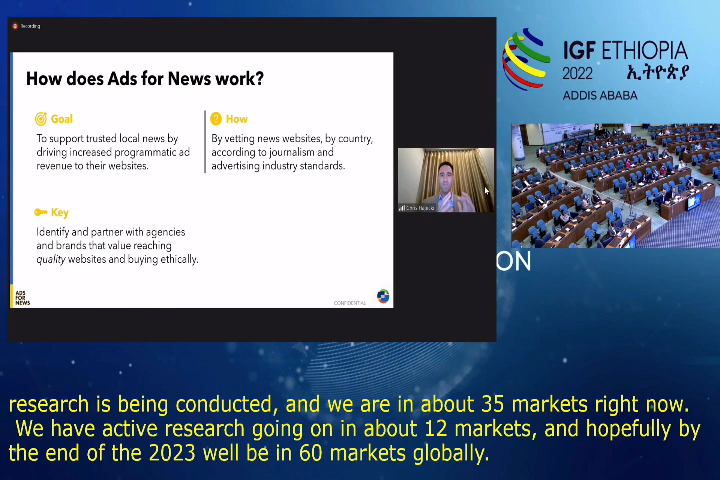 Recording
How does Ads for News work?
Goal
To support trusted local news by
driving increased programmatic ad
revenue to their websites.
How
By vetting news websites, by country,
according to journalism and
advertising industry standards.
Key
Identify and partner with agencies
and brands that value reaching
quality websites and buying ethically.
ADS
FOR
NEWS
CONFIDENTIAL
Chris Hajecki
IGF ETHIOPIA
2022 ኢትዮጵያ
ADDIS ABABA
ON
research is being conducted, and we are in about 35 markets right now.
We have active research going on in about 12 markets, and hopefully by
the end of the 2023 well be in 60 markets globally.